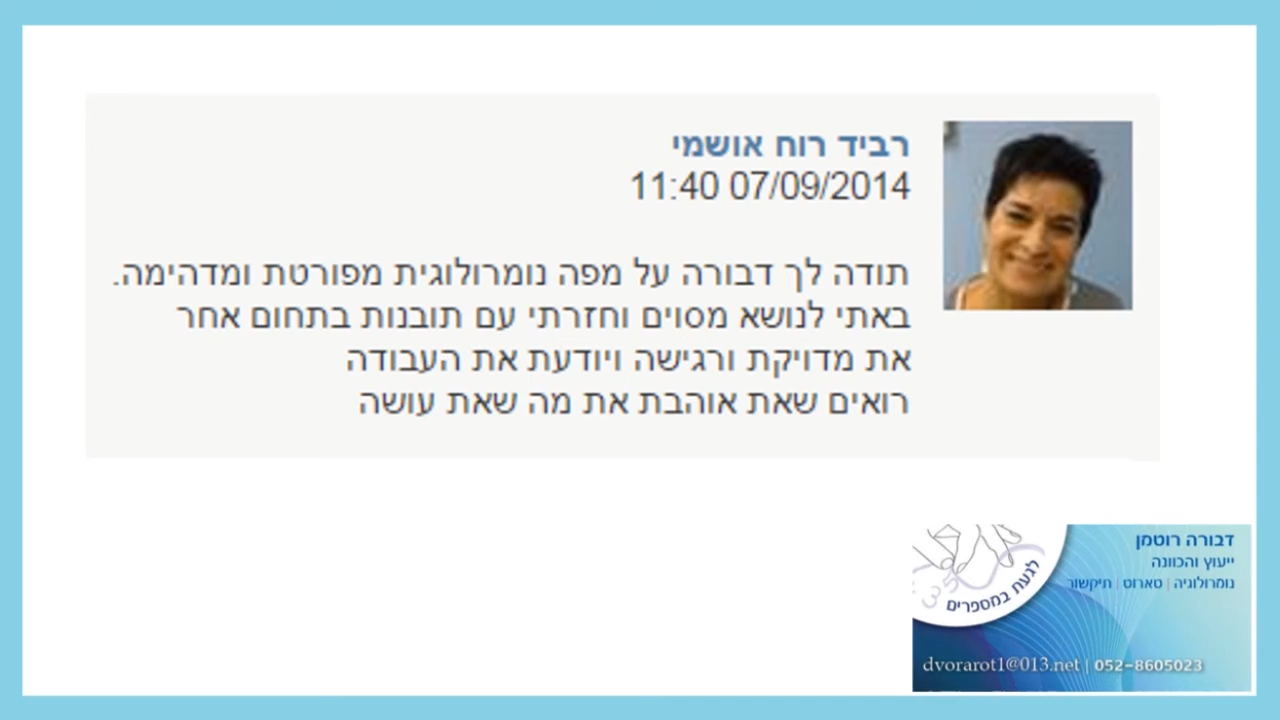 רביד רוח אושמי
11:40 07/09/2014
תודה לך דבורה על מפה נומרולוגית מפורטת ומדהימה.
באתי לנושא מסוים וחזרתי עם תובנות בתחום אחר
את מדויקת ורגישה ויודעת את העבודה
רואים שאת אוהבת את מה שאת עושה
דבורה רוטמן
ייעוץ והכוונה
נומרולוגיה | טארוט | תיקשור
לגעת במספרים
dvorarot1@013.net | 052-8605023